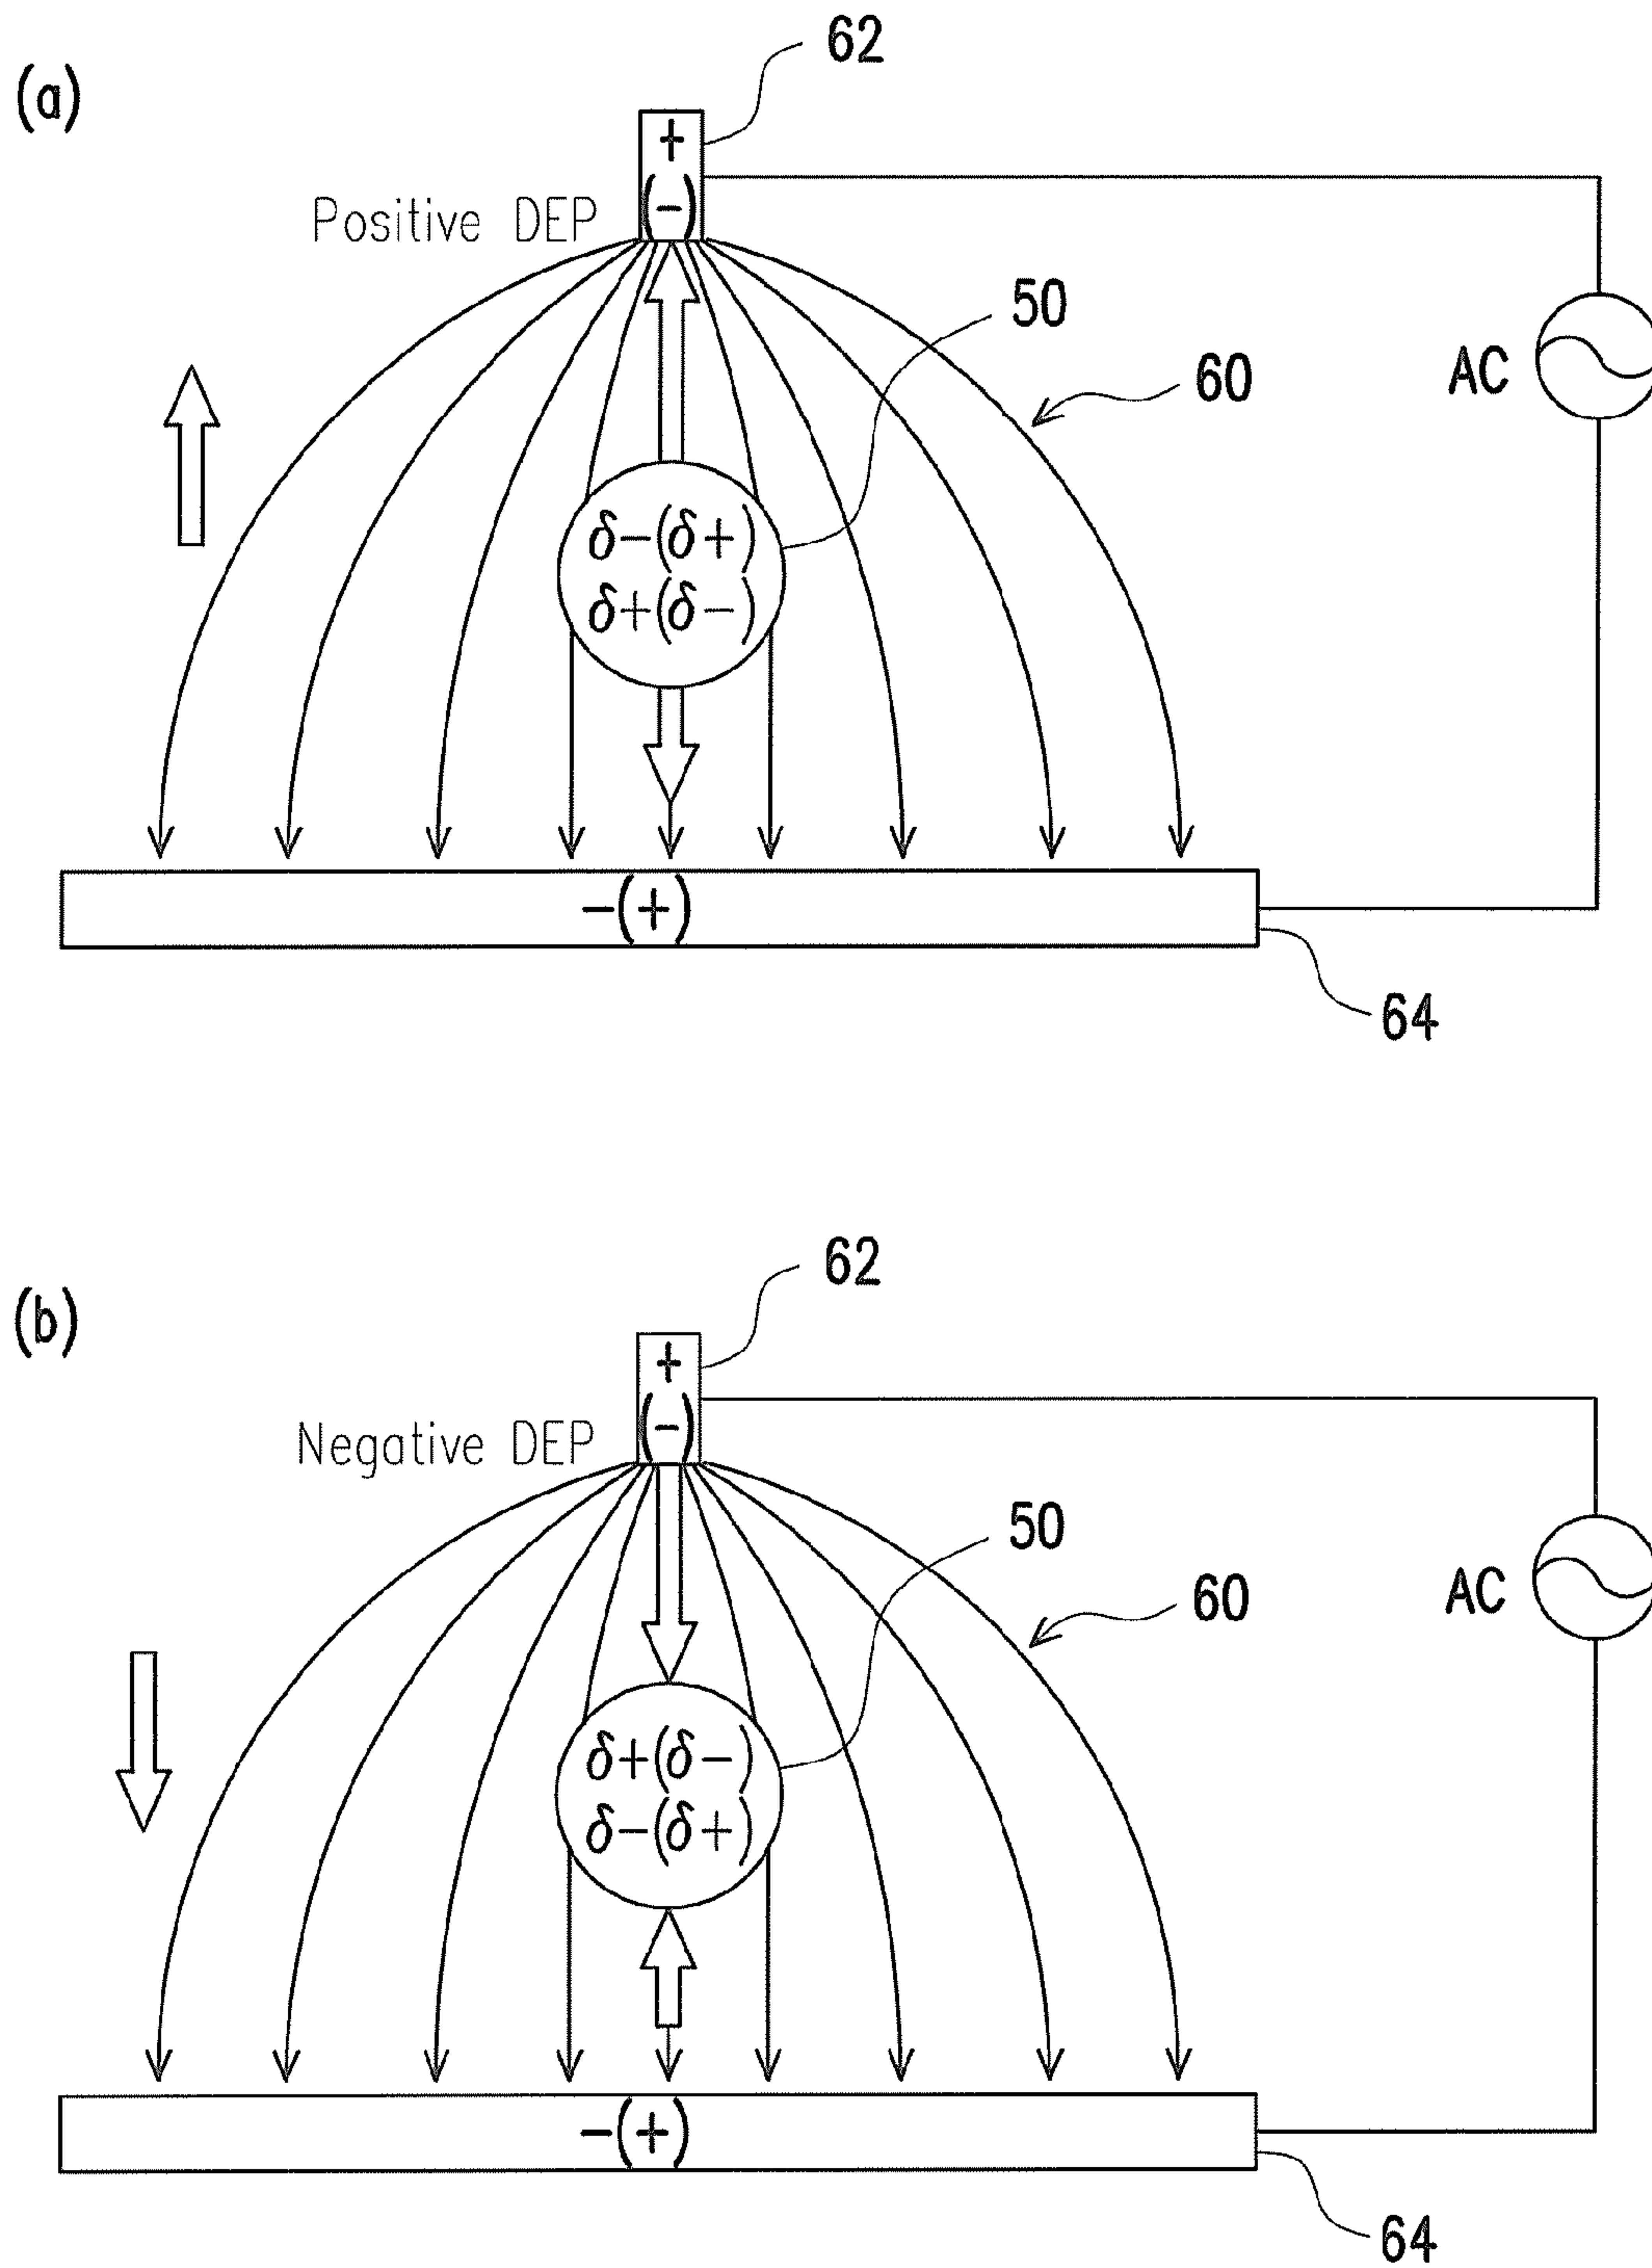 (a)
62
+
(-)
Positive DEP
50
60
AC
δ-(δ+)
δ+(δ-)
-(+)
64
(b)
62
+
(-)
Negative DEP
50
60
AC
δ+(δ-)
δ-(δ+)
-(+)
64